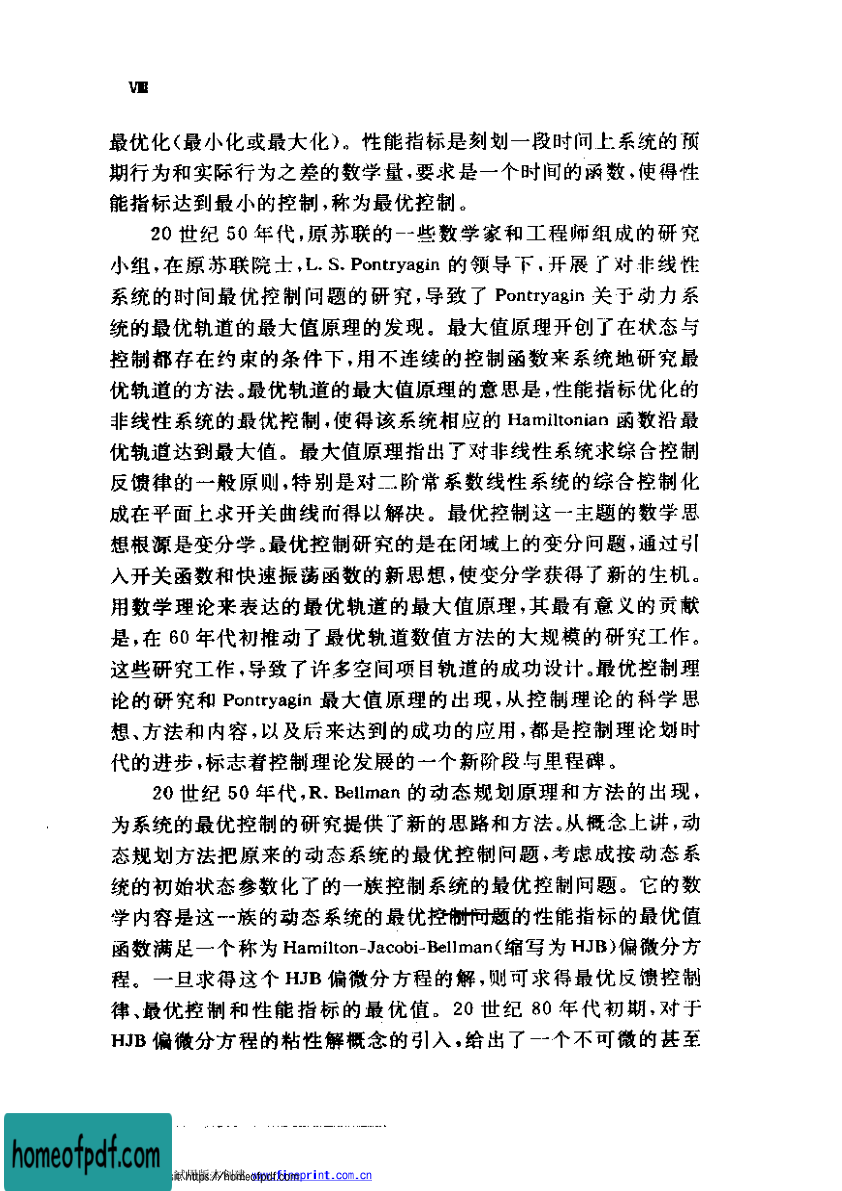 Ⅷ
最优化(最小化或最大化)。性能指标是刻划一段时间上系统的预
期行为和实际行为之差的数学量,要求是一个时间的函数,使得性
能指标达到最小的控制,称为最优控制。
20 世纪 50 年代,原苏联的一些数学家和工程师组成的研究
小组,在原苏联院士,L. S. Pontryagin 的领导下,开展了对非线性
系统的时间最优控制问题的研究,导致了 Pontryagin 关于动力系
统的最优轨道的最大值原理的发现。最大值原理开创了在状态与
控制都存在约束的条件下,用不连续的控制函数来系统地研究最
优轨道的方法。最优轨道的最大值原理的意思是,性能指标优化的
非线性系统的最优控制,使得该系统相应的 Hamiltonian 函数沿最
优轨道达到最大值。最大值原理指出了对非线性系统求综合控制
反馈律的一般原则,特别是对二阶常系数线性系统的综合控制化
成在平面上求开关曲线而得以解决。最优控制这一主题的数学思
想根源是变分学。最优控制研究的是在闭域上的变分问题,通过引
入开关函数和快速振荡函数的新思想,使变分学获得了新的生机。
用数学理论来表达的最优轨道的最大值原理,其最有意义的贡献
是,在 60 年代初推动了最优轨道数值方法的大规模的研究工作。
这些研究工作,导致了许多空间项目轨道的成功设计。最优控制理
论的研究和 Pontryagin 最大值原理的出现,从控制理论的科学思
想、方法和内容,以及后来达到的成功的应用,都是控制理论划时
代的进步,标志着控制理论发展的一个新阶段与里程碑。
20 世纪 50 年代,R. Bellman 的动态规划原理和方法的出现,
为系统的最优控制的研究提供了新的思路和方法。从概念上讲,动
态规划方法把原来的动态系统的最优控制问题,考虑成按动态系
统的初始状态参数化了的一族控制系统的最优控制问题。它的数
学内容是这一族的动态系统的最优控制问题的性能指标的最优值
函数满足一个称为 Hamilton-Jacobi-Bellman(缩写为 HJB)偏微分方
程。一旦求得这个 HJB 偏微分方程的解,则可求得最优反馈控制
律、最优控制和性能指标的最优值。20 世纪 80 年代初期,对于
HJB 偏微分方程的粘性解概念的引入,给出了一个不可微的甚至
homeofpdf.com
https://homeofpdf.com
fineprint.com.cn